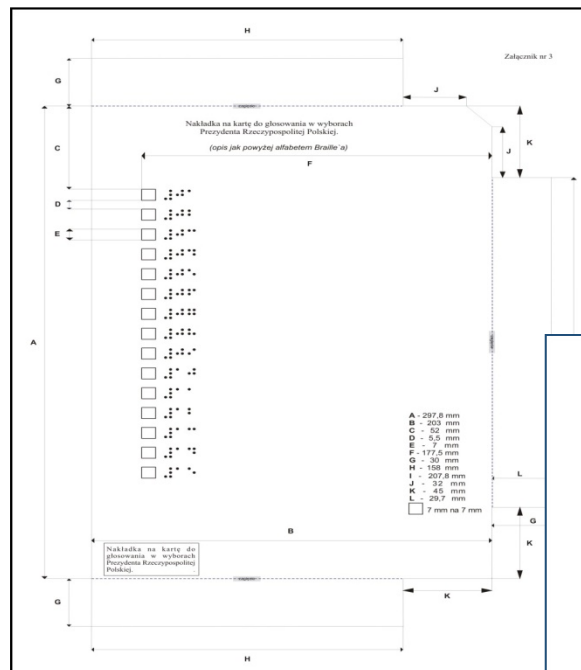 H
Załącznik nr 3
G
J
Nakładka na kartę do głosowania w wyborach
Prezydenta Rzeczypospolitej Polskiej.
K
J
C
(opis jak powyżej alfabetem Braille`a)
F
D
E
A
A - 297,8 mm
B - 203 mm
C - 52 mm
D - 5,5 mm
E - 7 mm
F - 177,5 mm
G - 30 mm
H - 158 mm
I - 207,8 mm
J - 32 mm
K - 45 mm
L - 29,7 mm
7 mm na 7 mm
L
G
B
K
Nakładka na kartę do
głosowania w wyborach
Prezydenta Rzeczypospolitej
Polskiej.
G
K
H